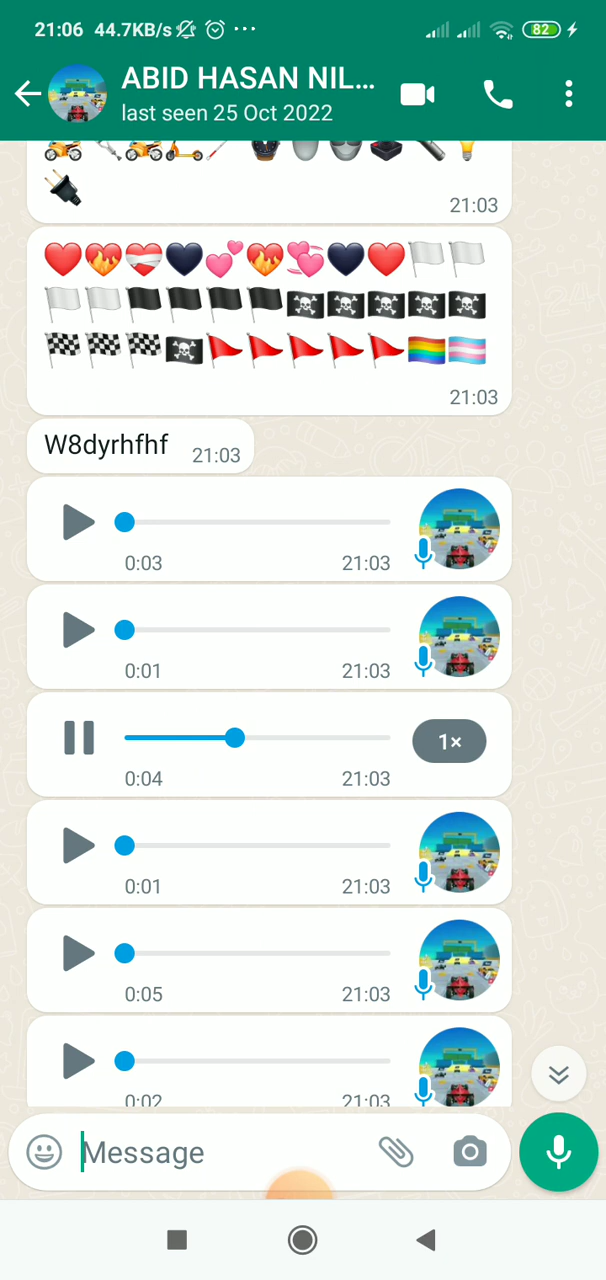 21:06 44.7KB/s ... 82
ABID HASAN NIL...
last seen 25 Oct 2022
21:03
21:03
W8dyrhfhf 21:03
0:03 21:03
0:01 21:03
1×
0:04 21:03
0:01 21:03
0:05 21:03
0:02 21:03
Message